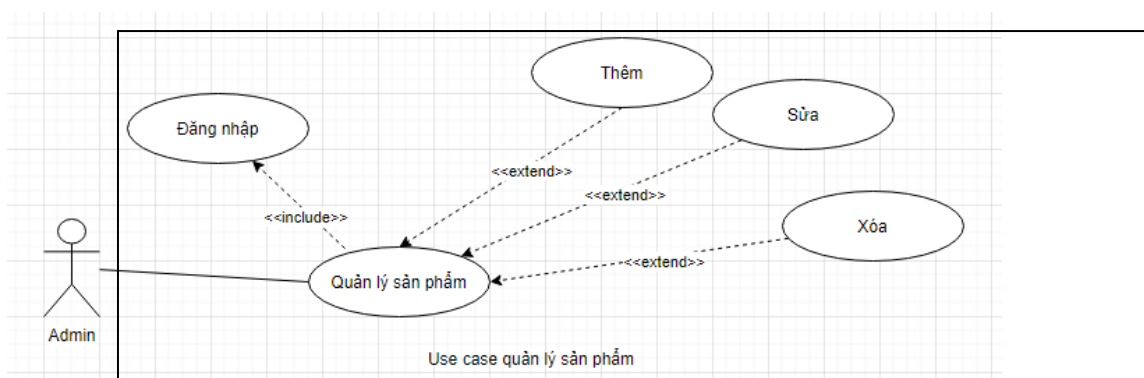 Thêm
Sửa
Đăng nhập
<<extend>>
<<extend>>
<<include>>
Xóa
<<extend>>
Quản lý sản phẩm
Admin
Use case quản lý sản phẩm